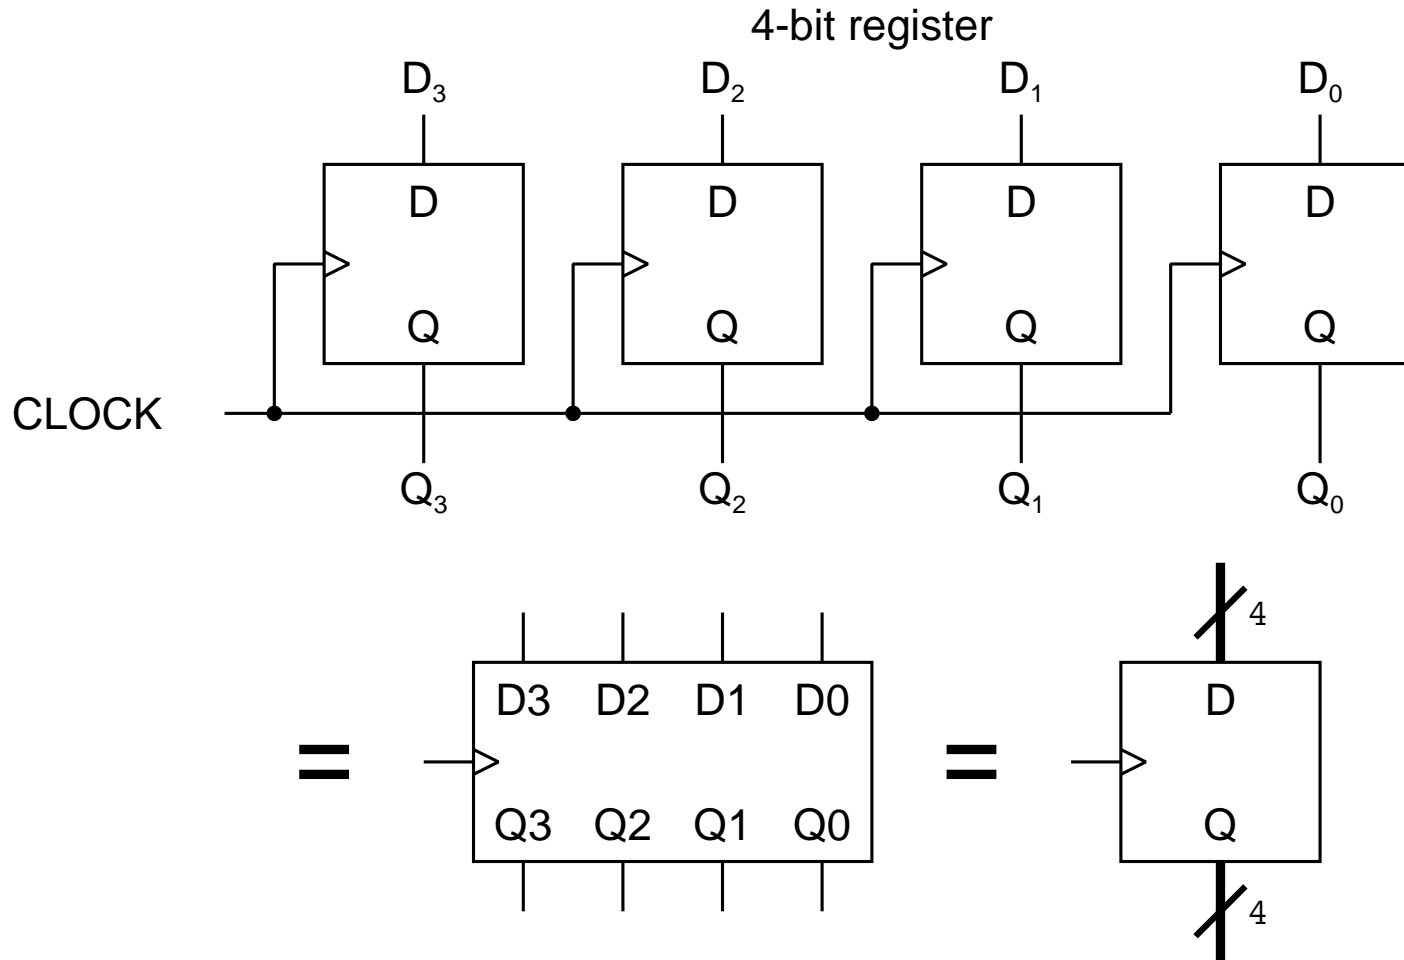 4-bit register
D₃ D₂ D₁ D₀
D D D D
Q Q Q Q
CLOCK
Q₃ Q₂ Q₁ Q₀
4
D3 D2 D1 D0 D
= =
Q3 Q2 Q1 Q0 Q
4